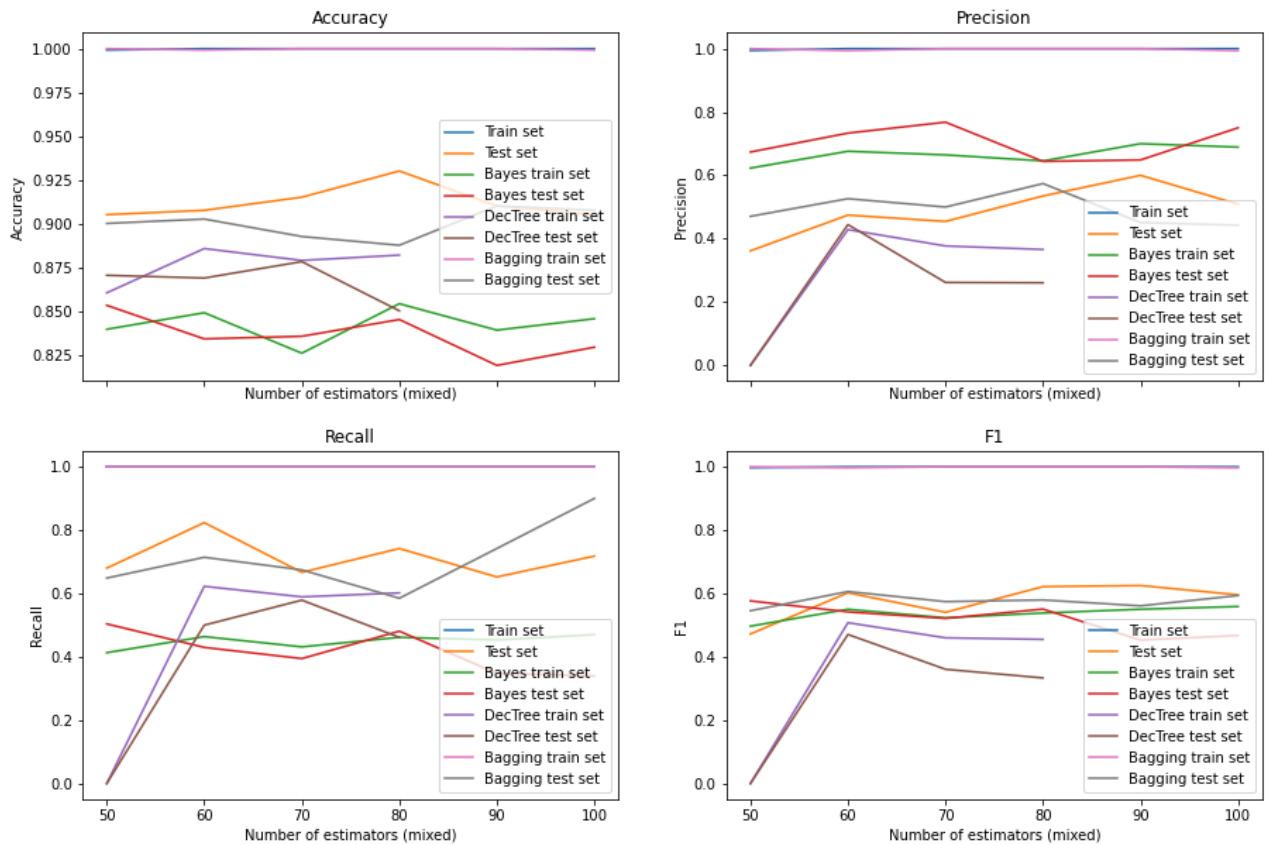 Accuracy
1.000
0.975
0.950
0.925
0.900
0.875
0.850
0.825
Accuracy
Train set
Test set
Bayes train set
Bayes test set
DecTree train set
DecTree test set
Bagging train set
Bagging test set
Number of estimators (mixed)
Precision
1.0
0.8
0.6
0.4
0.2
0.0
Precision
Train set
Test set
Bayes train set
Bayes test set
DecTree train set
DecTree test set
Bagging train set
Bagging test set
Number of estimators (mixed)
Recall
1.0
0.8
0.6
0.4
0.2
0.0
Recall
Train set
Test set
Bayes train set
Bayes test set
DecTree train set
DecTree test set
Bagging train set
Bagging test set
50 60 70 80 90 100
Number of estimators (mixed)
F1
1.0
0.8
0.6
0.4
0.2
0.0
F1
Train set
Test set
Bayes train set
Bayes test set
DecTree train set
DecTree test set
Bagging train set
Bagging test set
50 60 70 80 90 100
Number of estimators (mixed)